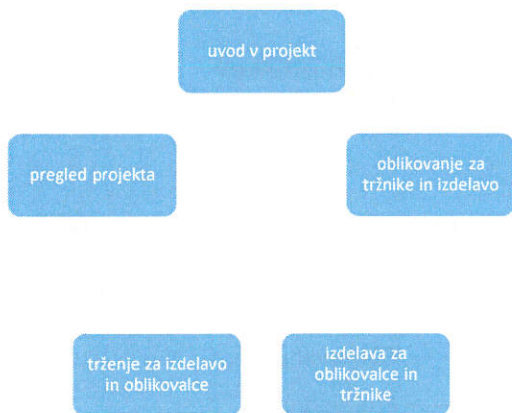 uvod v projekt
pregled projekta
oblikovanje za
tržnike in izdelavo
trženje za izdelavo
in oblikovalce
izdelava za
oblikovalce in
tržnike